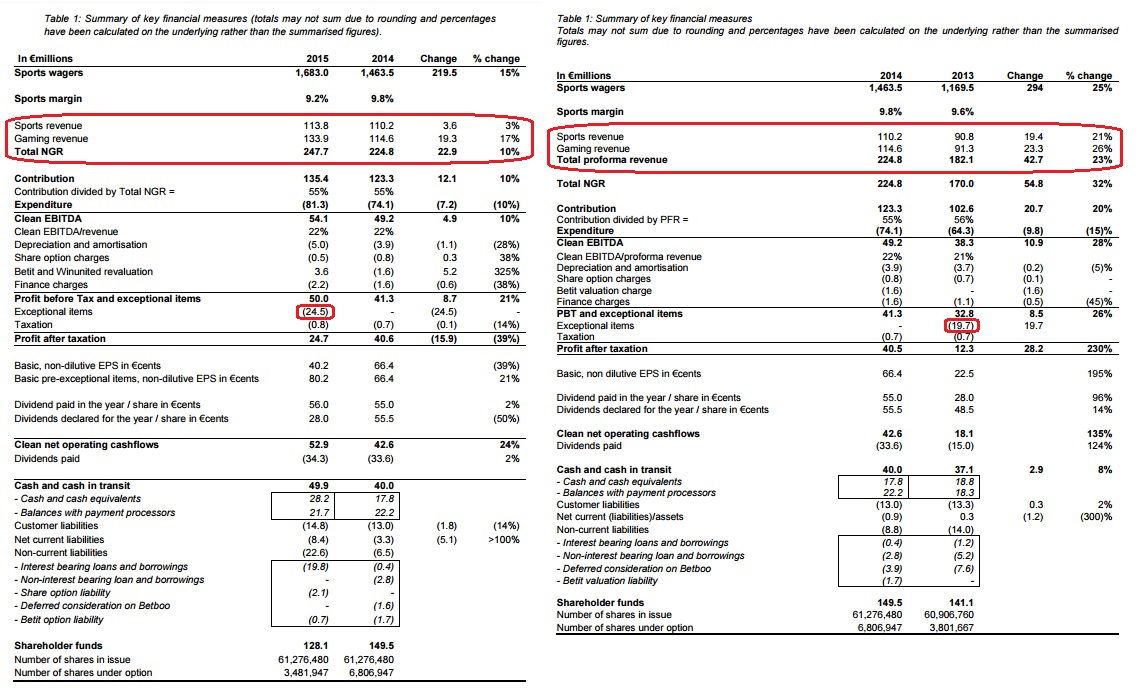 Table 1: Summary of key financial measures (totals may not sum due to rounding and percentages
have been calculated on the underlying rather than the summarised figures).
In €millions 2015 2014 Change % change
Sports wagers 1,683.0 1,463.5 219.5 15%
Sports margin 9.2% 9.8%
Sports revenue 113.8 110.2 3.6 3%
Gaming revenue 133.9 114.6 19.3 17%
Total NGR 247.7 224.8 22.9 10%
Contribution 135.4 123.3 12.1 10%
Contribution divided by Total NGR = 55% 55%
Expenditure (81.3) (74.1) (7.2) (10%)
Clean EBITDA 54.1 49.2 4.9 10%
Clean EBITDA/revenue 22% 22%
Depreciation and amortisation (5.0) (3.9) (1.1) (28%)
Share option charges (0.5) (0.8) 0.3 38%
Betit and Winunited revaluation 3.6 (1.6) 5.2 325%
Finance charges (2.2) (1.6) (0.6) (38%)
Profit before Tax and exceptional items 50.0 41.3 8.7 21%
Exceptional items (24.5) - (24.5) -
Taxation (0.8) (0.7) (0.1) (14%)
Profit after taxation 24.7 40.6 (15.9) (39%)
Basic, non-dilutive EPS in €cents 40.2 66.4 (39%)
Basic pre-exceptional items, non-dilutive EPS in €cents 80.2 66.4 21%
Dividend paid in the year / share in €cents 56.0 55.0 2%
Dividends declared for the year / share in €cents 28.0 55.5 (50%)
Clean net operating cashflows 52.9 42.6 24%
Dividends paid (34.3) (33.6) 2%
Cash and cash in transit 49.9 40.0
- Cash and cash equivalents 28.2 17.8
- Balances with payment processors 21.7 22.2
Customer liabilities (14.8) (13.0) (1.8) (14%)
Net current liabilities (8.4) (3.3) (5.1) >100%
Non-current liabilities (22.6) (6.5)
- Interest bearing loans and borrowings (19.8) (0.4)
- Non-interest bearing loan and borrowings - (2.8)
- Share option liability (2.1) -
- Deferred consideration on Betboo - (1.6)
- Betit option liability (0.7) (1.7)
Shareholder funds 128.1 149.5
Number of shares in issue 61,276,480 61,276,480
Number of shares under option 3,481,947 6,806,947
Table 1: Summary of key financial measures
Totals may not sum due to rounding and percentages have been calculated on the underlying rather than the summarised
figures.
In €millions 2014 2013 Change % change
Sports wagers 1,463.5 1,169.5 294 25%
Sports margin 9.8% 9.6%
Sports revenue 110.2 90.8 19.4 21%
Gaming revenue 114.6 91.3 23.3 26%
Total proforma revenue 224.8 182.1 42.7 23%
Total NGR 224.8 170.0 54.8 32%
Contribution 123.3 102.6 20.7 20%
Contribution divided by PFR = 55% 56%
Expenditure (74.1) (64.3) (9.8) (15)%
Clean EBITDA 49.2 38.3 10.9 28%
Clean EBITDA/proforma revenue 22% 21%
Depreciation and amortisation (3.9) (3.7) (0.2) (5)%
Share option charges (0.8) (0.7) (0.1)
Betit valuation charge (1.6) - (1.6) -
Finance charges (1.6) (1.1) (0.5) (45)%
PBT and exceptional items 41.3 32.8 8.5 26%
Exceptional items - (19.7) 19.7
Taxation (0.7) (0.7) -
Profit after taxation 40.5 12.3 28.2 230%
Basic, non dilutive EPS in €cents 66.4 22.5 195%
Dividend paid in the year / share in €cents 55.0 28.0 96%
Dividends declared for the year / share in €cents 55.5 48.5 14%
Clean net operating cashflows 42.6 18.1 135%
Dividends paid (33.6) (15.0) 124%
Cash and cash in transit 40.0 37.1 2.9 8%
- Cash and cash equivalents 17.8 18.8
- Balances with payment processors 22.2 18.3
Customer liabilities (13.0) (13.3) 0.3 2%
Net current (liabilities)/assets (0.9) 0.3 (1.2) (300)%
Non-current liabilities (8.8) (14.0)
- Interest bearing loans and borrowings (0.4) (1.2)
- Non-interest bearing loans and borrowings (2.8) (5.2)
- Deferred consideration on Betboo (3.9) (7.6)
- Betit valuation liability (1.7) -
Shareholder funds 149.5 141.1
Number of shares in issue 61,276,480 60,906,760
Number of shares under option 6,806,947 3,801,667